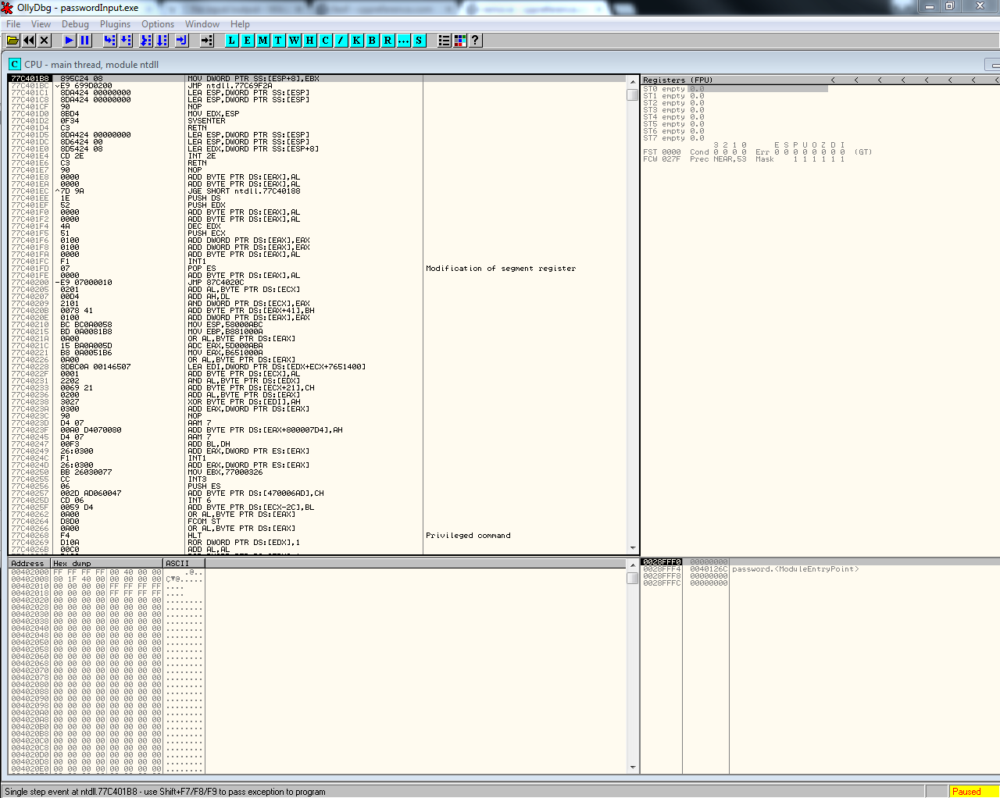 OllyDbg - passwordInput.exe
File View Debug Plugins Options Window Help
L E M T W H C / K B R ... S ?
C CPU - main thread, module ntdll
77C401B8 895C24 08 MOV DWORD PTR SS:[ESP+8],EBX
77C401BC ˅E9 699D0200 JMP ntdll.77C69F2A
77C401C1 8DA424 00000000 LEA ESP,DWORD PTR SS:[ESP]
77C401C8 8DA424 00000000 LEA ESP,DWORD PTR SS:[ESP]
77C401CF 90 NOP
77C401D0 8BD4 MOV EDX,ESP
77C401D2 0F34 SYSENTER
77C401D4 C3 RETN
77C401D5 8DA424 00000000 LEA ESP,DWORD PTR SS:[ESP]
77C401DC 8D6424 00 LEA ESP,DWORD PTR SS:[ESP]
77C401E0 8D5424 08 LEA EDX,DWORD PTR SS:[ESP+8]
77C401E4 CD 2E INT 2E
77C401E6 C3 RETN
77C401E7 90 NOP
77C401E8 0000 ADD BYTE PTR DS:[EAX],AL
77C401EA 0000 ADD BYTE PTR DS:[EAX],AL
77C401EC ^7D 9A JGE SHORT ntdll.77C40188
77C401EE 1E PUSH DS
77C401EF 52 PUSH EDX
77C401F0 0000 ADD BYTE PTR DS:[EAX],AL
77C401F2 0000 ADD BYTE PTR DS:[EAX],AL
77C401F4 4A DEC EDX
77C401F5 51 PUSH ECX
77C401F6 0100 ADD DWORD PTR DS:[EAX],EAX
77C401F8 0100 ADD DWORD PTR DS:[EAX],EAX
77C401FA 0000 ADD BYTE PTR DS:[EAX],AL
77C401FC F1 INT1
77C401FD 07 POP ES Modification of segment register
77C401FE 0000 ADD BYTE PTR DS:[EAX],AL
77C40200 -E9 07000010 JMP 87C4020C
77C40205 0201 ADD AL,BYTE PTR DS:[ECX]
77C40207 00D4 ADD AH,DL
77C40209 2101 AND DWORD PTR DS:[ECX],EAX
77C4020B 0078 41 ADD BYTE PTR DS:[EAX+41],BH
77C4020E 0100 ADD DWORD PTR DS:[EAX],EAX
77C40210 BC BC0A0058 MOV ESP,58000ABC
77C40215 BD 0A0081B8 MOV EBP,B881000A
77C4021A 0A00 OR AL,BYTE PTR DS:[EAX]
77C4021C 15 BA0A005D ADC EAX,5D000ABA
77C40221 B8 0A0051B6 MOV EAX,B651000A
77C40226 0A00 OR AL,BYTE PTR DS:[EAX]
77C40228 8DBC0A 00146507 LEA EDI,DWORD PTR DS:[EDX+ECX+7651400]
77C4022F 0001 ADD BYTE PTR DS:[ECX],AL
77C40231 2202 AND AL,BYTE PTR DS:[EDX]
77C40233 0069 21 ADD BYTE PTR DS:[ECX+21],CH
77C40236 0200 ADD AL,BYTE PTR DS:[EAX]
77C40238 3027 XOR BYTE PTR DS:[EDI],AH
77C4023A 0300 ADD EAX,DWORD PTR DS:[EAX]
77C4023C 90 NOP
77C4023D D4 07 AAM 7
77C4023F 00A0 D4070080 ADD BYTE PTR DS:[EAX+800007D4],AH
77C40245 D4 07 AAM 7
77C40247 00F3 ADD BL,DH
77C40249 26:0300 ADD EAX,DWORD PTR ES:[EAX]
77C4024C F1 INT1
77C4024D 26:0300 ADD EAX,DWORD PTR ES:[EAX]
77C40250 BB 26030077 MOV EBX,77000326
77C40255 CC INT3
77C40256 06 PUSH ES
77C40257 002D AD060047 ADD BYTE PTR DS:[470006AD],CH
77C4025D CD 06 INT 6
77C4025F 0059 D4 ADD BYTE PTR DS:[ECX-2C],BL
77C40262 0A00 OR AL,BYTE PTR DS:[EAX]
77C40264 D8D0 FCOM ST
77C40266 0A00 OR AL,BYTE PTR DS:[EAX]
77C40268 F4 HLT Privileged command
77C40269 D10A ROR DWORD PTR DS:[EDX],1
77C4026B 00C0 ADD AL,AL
Registers (FPU) < < < < < < < <
ST0 empty 0.0
ST1 empty 0.0
ST2 empty 0.0
ST3 empty 0.0
ST4 empty 0.0
ST5 empty 0.0
ST6 empty 0.0
ST7 empty 0.0
3 2 1 0 E S P U O Z D I
FST 0000 Cond 0 0 0 0 Err 0 0 0 0 0 0 0 0 (GT)
FCW 027F Prec NEAR,53 Mask 1 1 1 1 1 1
Address Hex dump ASCII
00402000 FF FF FF FF 00 40 00 00 .@..
00402008 80 1F 40 00 00 00 00 00 Ç▼@.....
00402010 00 00 00 00 FF FF FF FF ....
00402018 00 00 00 00 FF FF FF FF ....
00402020 00 00 00 00 00 00 00 00 ........
00402028 00 00 00 00 00 00 00 00 ........
00402030 00 00 00 00 00 00 00 00 ........
00402038 00 00 00 00 00 00 00 00 ........
00402040 00 00 00 00 00 00 00 00 ........
00402048 00 00 00 00 00 00 00 00 ........
00402050 00 00 00 00 00 00 00 00 ........
00402058 00 00 00 00 00 00 00 00 ........
00402060 00 00 00 00 00 00 00 00 ........
00402068 00 00 00 00 00 00 00 00 ........
00402070 00 00 00 00 00 00 00 00 ........
00402078 00 00 00 00 00 00 00 00 ........
00402080 00 00 00 00 00 00 00 00 ........
00402088 00 00 00 00 00 00 00 00 ........
00402090 00 00 00 00 00 00 00 00 ........
00402098 00 00 00 00 00 00 00 00 ........
004020A0 00 00 00 00 00 00 00 00 ........
004020A8 00 00 00 00 00 00 00 00 ........
004020B0 00 00 00 00 00 00 00 00 ........
004020B8 00 00 00 00 00 00 00 00 ........
004020C0 00 00 00 00 00 00 00 00 ........
004020C8 00 00 00 00 00 00 00 00 ........
004020D0 00 00 00 00 00 00 00 00 ........
004020D8 00 00 00 00 00 00 00 00 ........
004020E0 00 00 00 00 00 00 00 00 ........
0028FFF0 00000000
0028FFF4 0040126C password.<ModuleEntryPoint>
0028FFF8 00000000
0028FFFC 00000000
Single step event at ntdll.77C401B8 - use Shift+F7/F8/F9 to pass exception to program
Paused